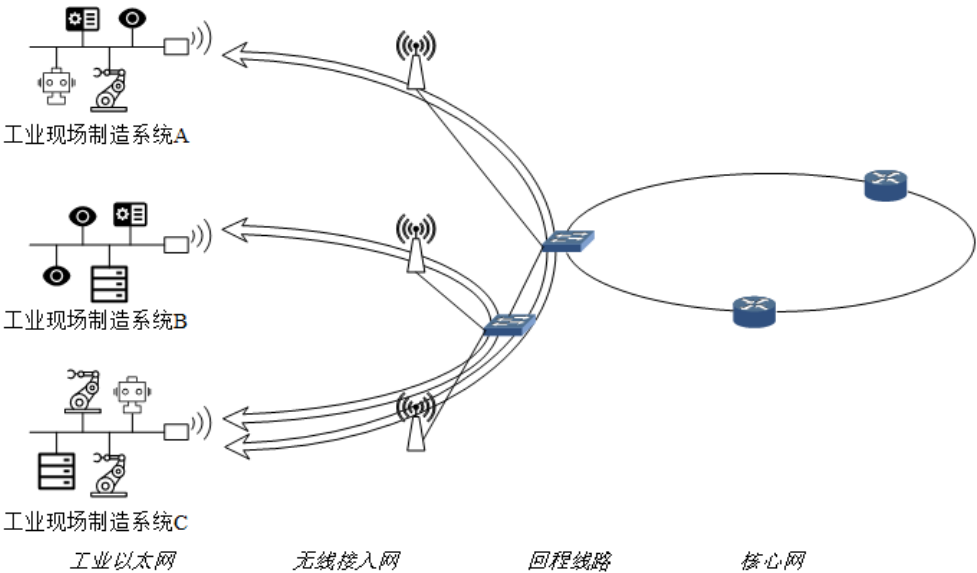 工业现场制造系统A
工业现场制造系统B
工业现场制造系统C
工业以太网
无线接入网
回程线路
核心网